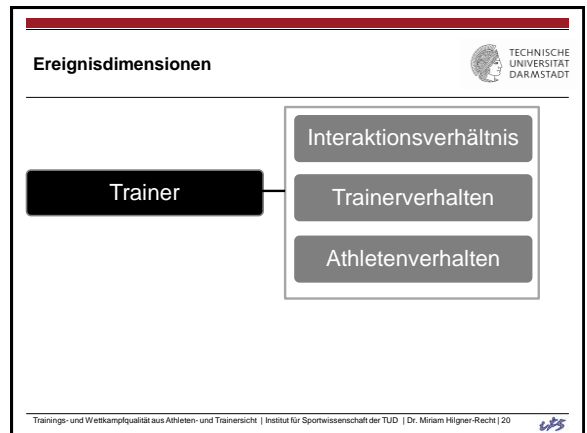 Ereignisdimensionen
TECHNISCHE
UNIVERSITÄT
DARMSTADT
Interaktionsverhältnis
Trainer
Trainerverhalten
Athletenverhalten
Trainings- und Wettkampfqualität aus Athleten- und Trainersicht | Institut für Sportwissenschaft der TUD | Dr. Miriam Hilgner-Recht | 20